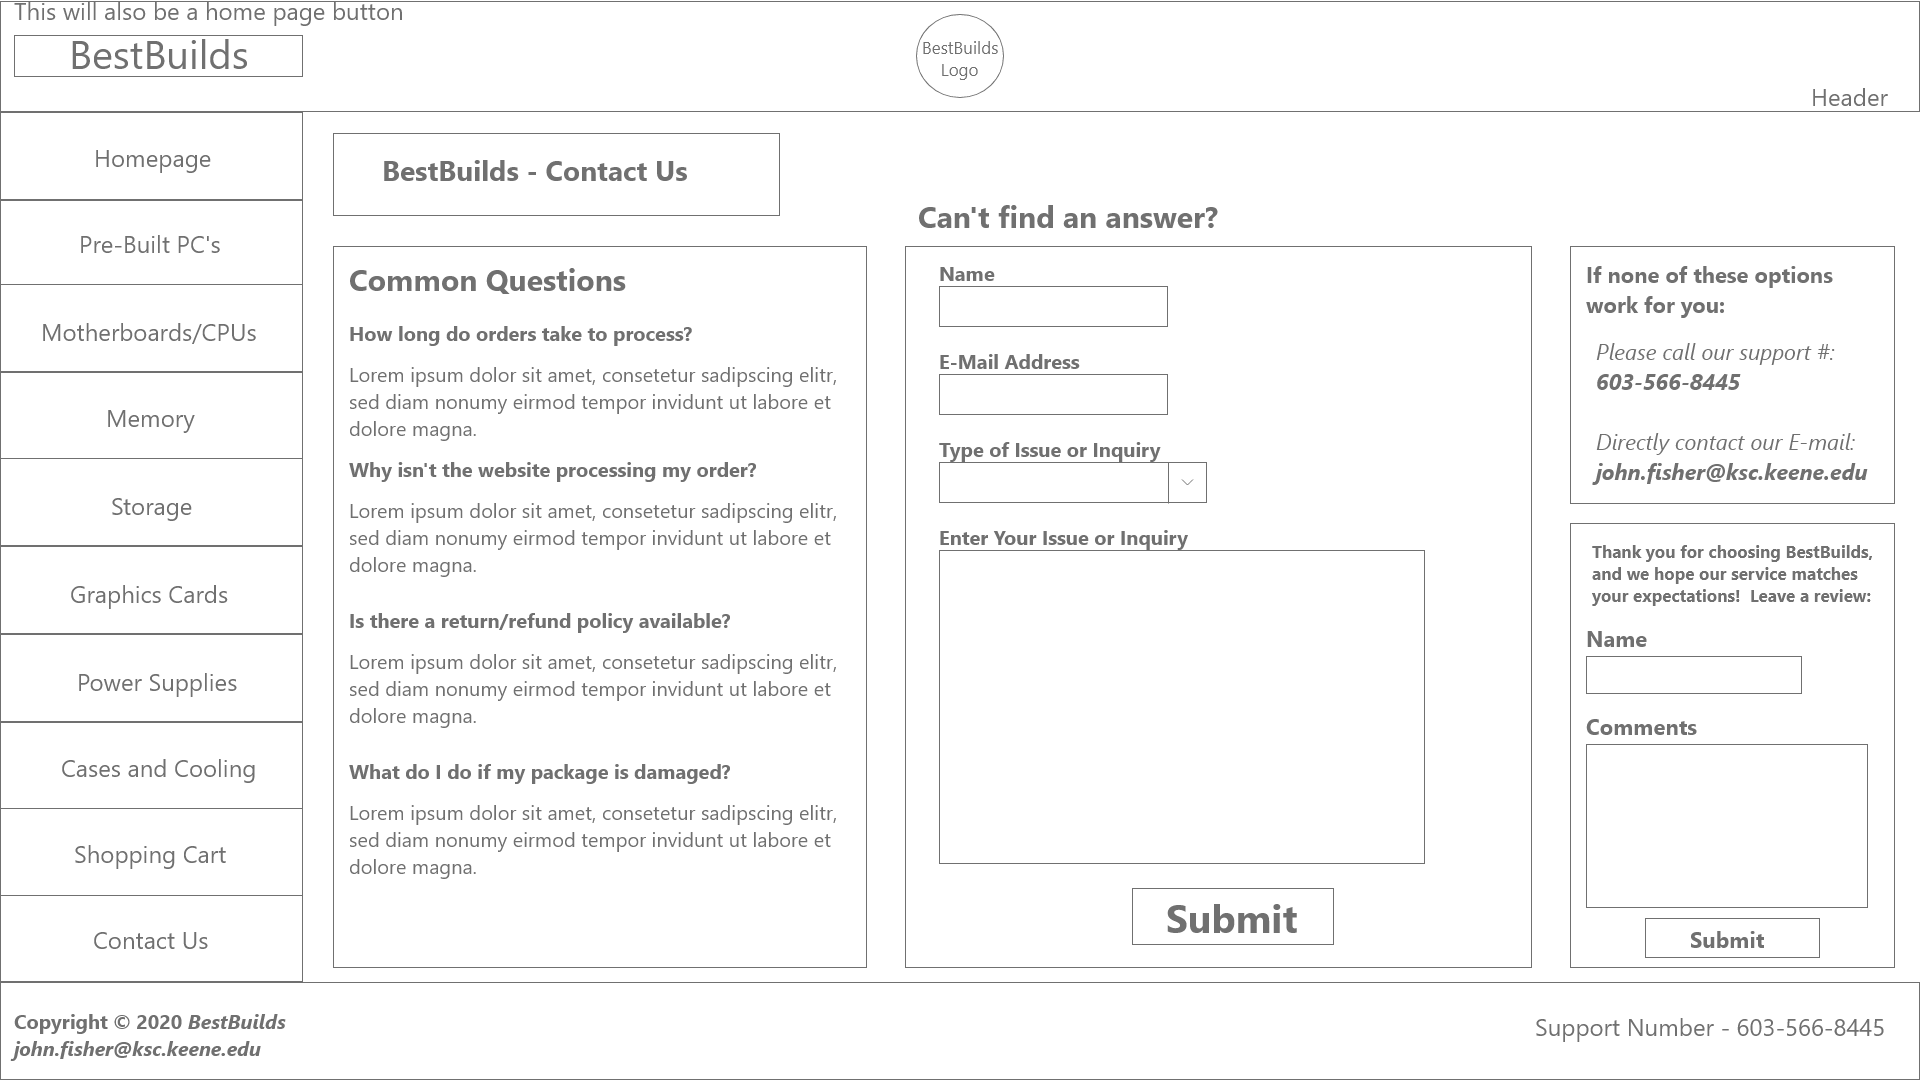 This will also be a home page button
BestBuilds
BestBuilds
Logo
Header
Homepage
Pre-Built PC's
Motherboards/CPUs
Memory
Storage
Graphics Cards
Power Supplies
Cases and Cooling
Shopping Cart
Contact Us
BestBuilds - Contact Us
Common Questions
How long do orders take to process?
Lorem ipsum dolor sit amet, consetetur sadipscing elitr,
sed diam nonumy eirmod tempor invidunt ut labore et
dolore magna.
Why isn't the website processing my order?
Lorem ipsum dolor sit amet, consetetur sadipscing elitr,
sed diam nonumy eirmod tempor invidunt ut labore et
dolore magna.
Is there a return/refund policy available?
Lorem ipsum dolor sit amet, consetetur sadipscing elitr,
sed diam nonumy eirmod tempor invidunt ut labore et
dolore magna.
What do I do if my package is damaged?
Lorem ipsum dolor sit amet, consetetur sadipscing elitr,
sed diam nonumy eirmod tempor invidunt ut labore et
dolore magna.
Can't find an answer?
Name
E-Mail Address
Type of Issue or Inquiry
Enter Your Issue or Inquiry
Submit
If none of these options
work for you:
Please call our support #:
603-566-8445
Directly contact our E-mail:
john.fisher@ksc.keene.edu
Thank you for choosing BestBuilds,
and we hope our service matches
your expectations!  Leave a review:
Name
Comments
Submit
Copyright © 2020 BestBuilds
john.fisher@ksc.keene.edu
Support Number - 603-566-8445